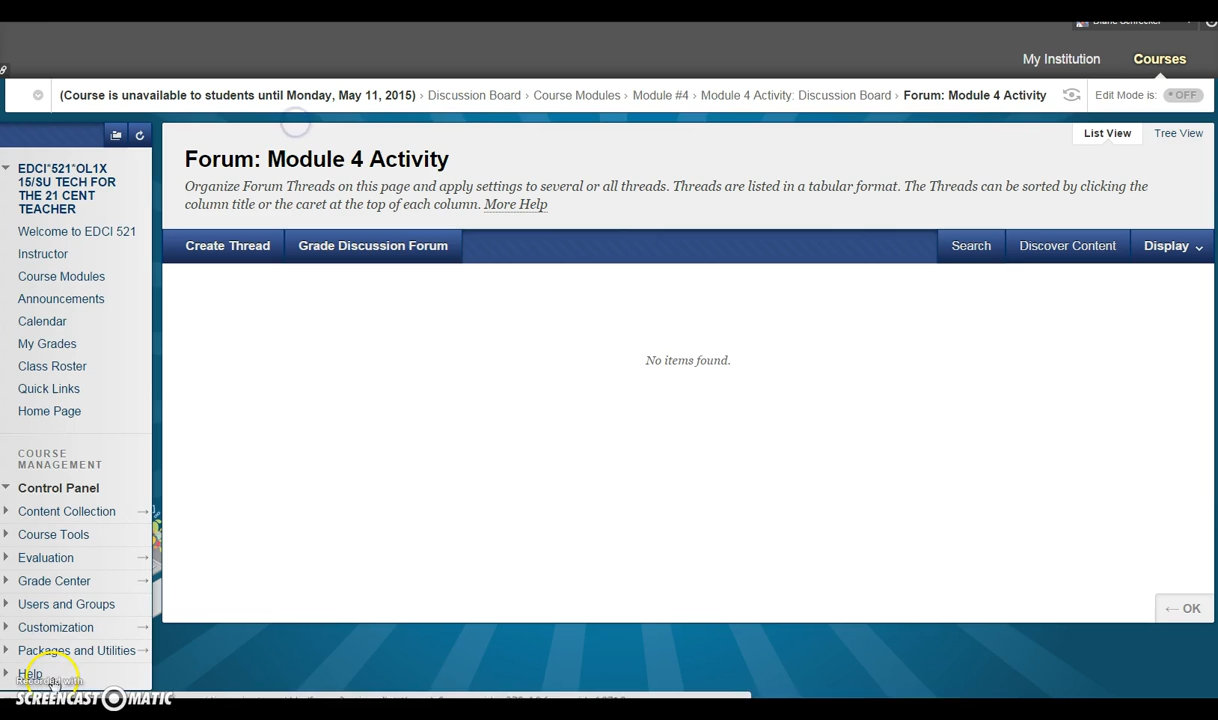 My Institution
Courses
(Course is unavailable to students until Monday, May 11, 2015) › Discussion Board › Course Modules › Module #4 › Module 4 Activity: Discussion Board › Forum: Module 4 Activity
Edit Mode is: • OFF
List View
Tree View
EDCI*521*OL1X
15/SU TECH FOR
THE 21 CENT
TEACHER
Welcome to EDCI 521
Instructor
Course Modules
Announcements
Calendar
My Grades
Class Roster
Quick Links
Home Page
COURSE
MANAGEMENT
Control Panel
Content Collection
Course Tools
Evaluation
Grade Center
Users and Groups
Customization
Packages and Utilities
Help
Forum: Module 4 Activity
Organize Forum Threads on this page and apply settings to several or all threads. Threads are listed in a tabular format. The Threads can be sorted by clicking the
column title or the caret at the top of each column. More Help
Create Thread
Grade Discussion Forum
Search
Discover Content
Display
No items found.
← OK
Recorded with
SCREENCAST-O-MATIC